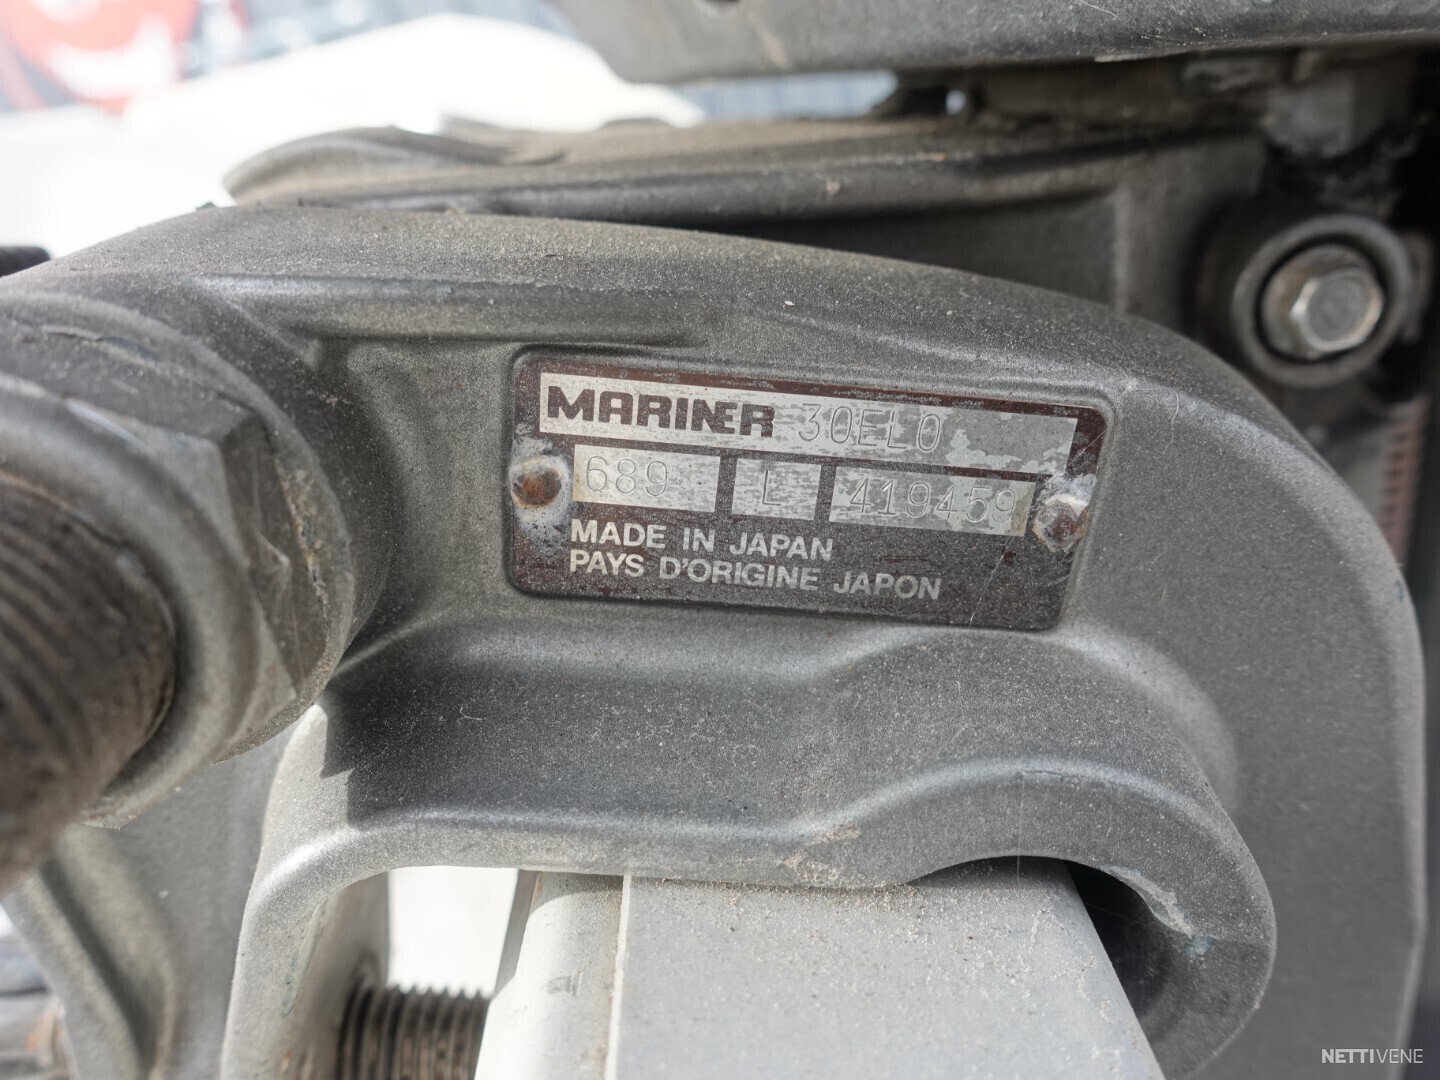 MARINER 30ELO
689 L 419459
MADE IN JAPAN
PAYS D'ORIGINE JAPON
NETTIVENE